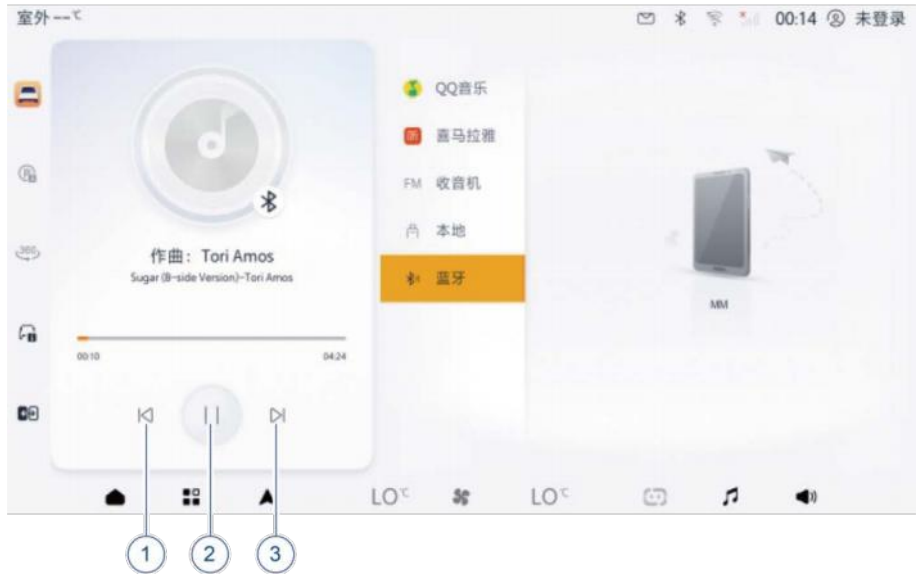 室外 --℃
00:14 未登录
QQ音乐
喜马拉雅
FM 收音机
本地
蓝牙
作曲：Tori Amos
Sugar (B-side Version)-Tori Amos
00:10
04:24
MM
360
LO℃
LO℃
1
2
3